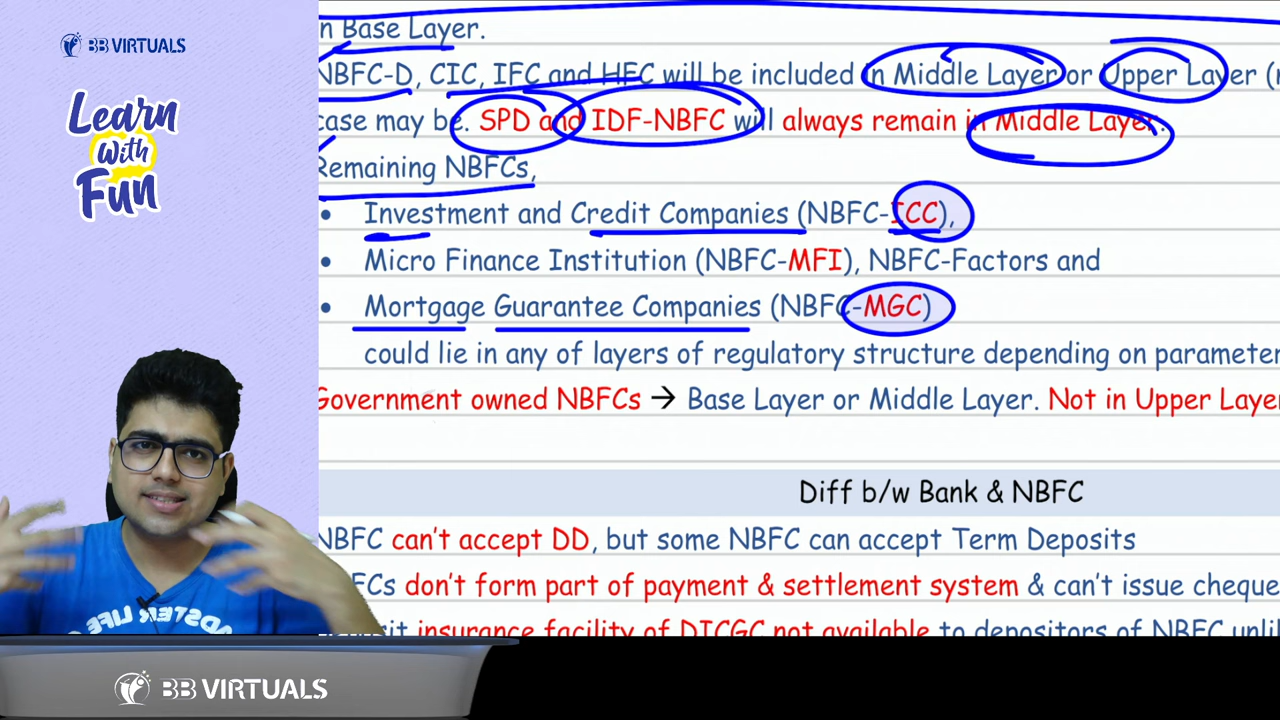 BB VIRTUALS
Learn
with
Fun
n Base Layer.
NBFC-D, CIC, IFC and HFC will be included in Middle Layer or Upper Layer
case may be. SPD and IDF-NBFC will always remain in Middle Layer.
Remaining NBFCs,
• Investment and Credit Companies (NBFC-ICC),
• Micro Finance Institution (NBFC-MFI), NBFC-Factors and
• Mortgage Guarantee Companies (NBFC-MGC)
could lie in any of layers of regulatory structure depending on parameter
Government owned NBFCs → Base Layer or Middle Layer. Not in Upper Layer
Diff b/w Bank & NBFC
NBFC can't accept DD, but some NBFC can accept Term Deposits
FCs don't form part of payment & settlement system & can't issue cheque
insurance facility of DICGC not available to depositors of NBFC
BB VIRTUALS